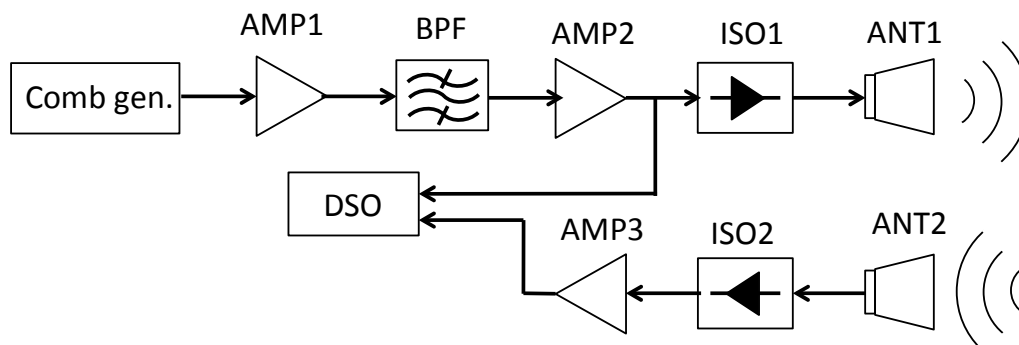 AMP1
BPF
AMP2
ISO1
ANT1
Comb gen.
DSO
AMP3
ISO2
ANT2